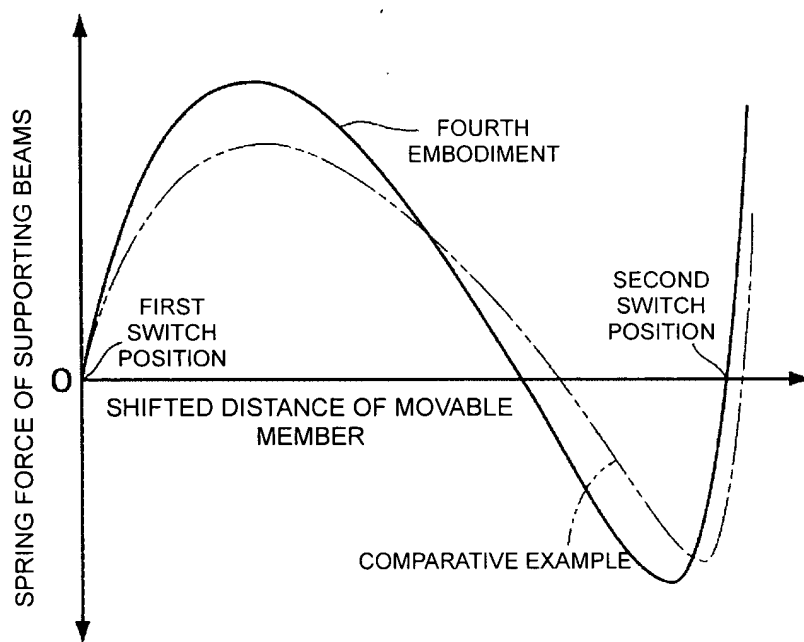 SPRING FORCE OF SUPPORTING BEAMS
FOURTH
EMBODIMENT
FIRST
SWITCH
POSITION
SECOND
SWITCH
POSITION
0
SHIFTED DISTANCE OF MOVABLE
MEMBER
COMPARATIVE EXAMPLE